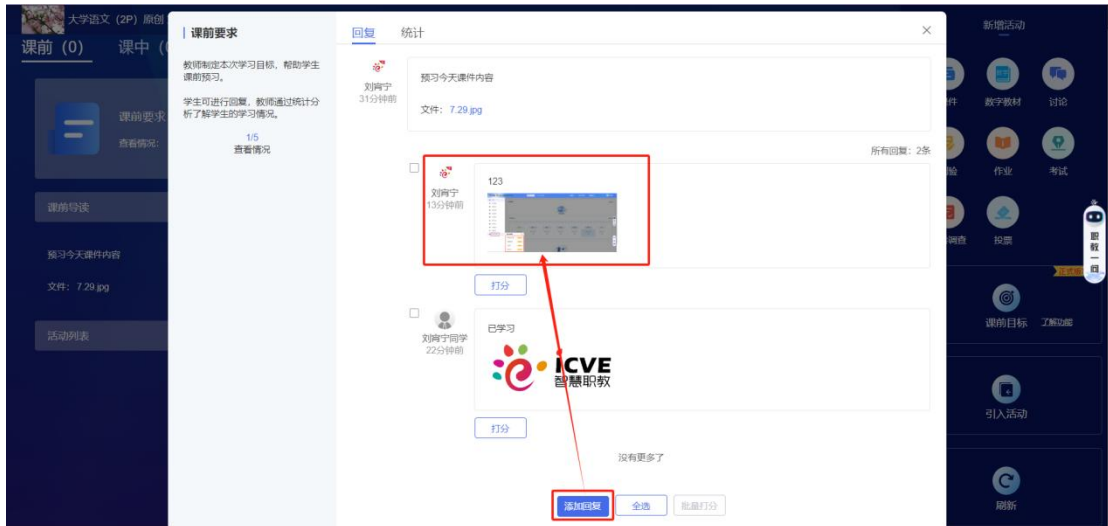 大学语文 (2P) 原创
课前 (0)
课中 (
课前要求
查看情况:
课前导读
预习今天课件内容
文件: 7.29.jpg
活动列表
课前要求
教师制定本次学习目标，帮助学生
课前预习。
学生可进行回复，教师通过统计分
析了解学生的学习情况。
1/5
查看情况
回复
统计
刘宵宁
31分钟前
预习今天课件内容
文件: 7.29.jpg
所有回复: 2条
刘宵宁
13分钟前
123
打分
刘宵宁同学
22分钟前
已学习
ICVE
智慧职教
打分
没有更多了
添加回复
全选
批量打分
新增活动
件
数字教材
讨论
验
作业
考试
调查
投票
课前目标
了解功能
引入活动
刷新
职教一问